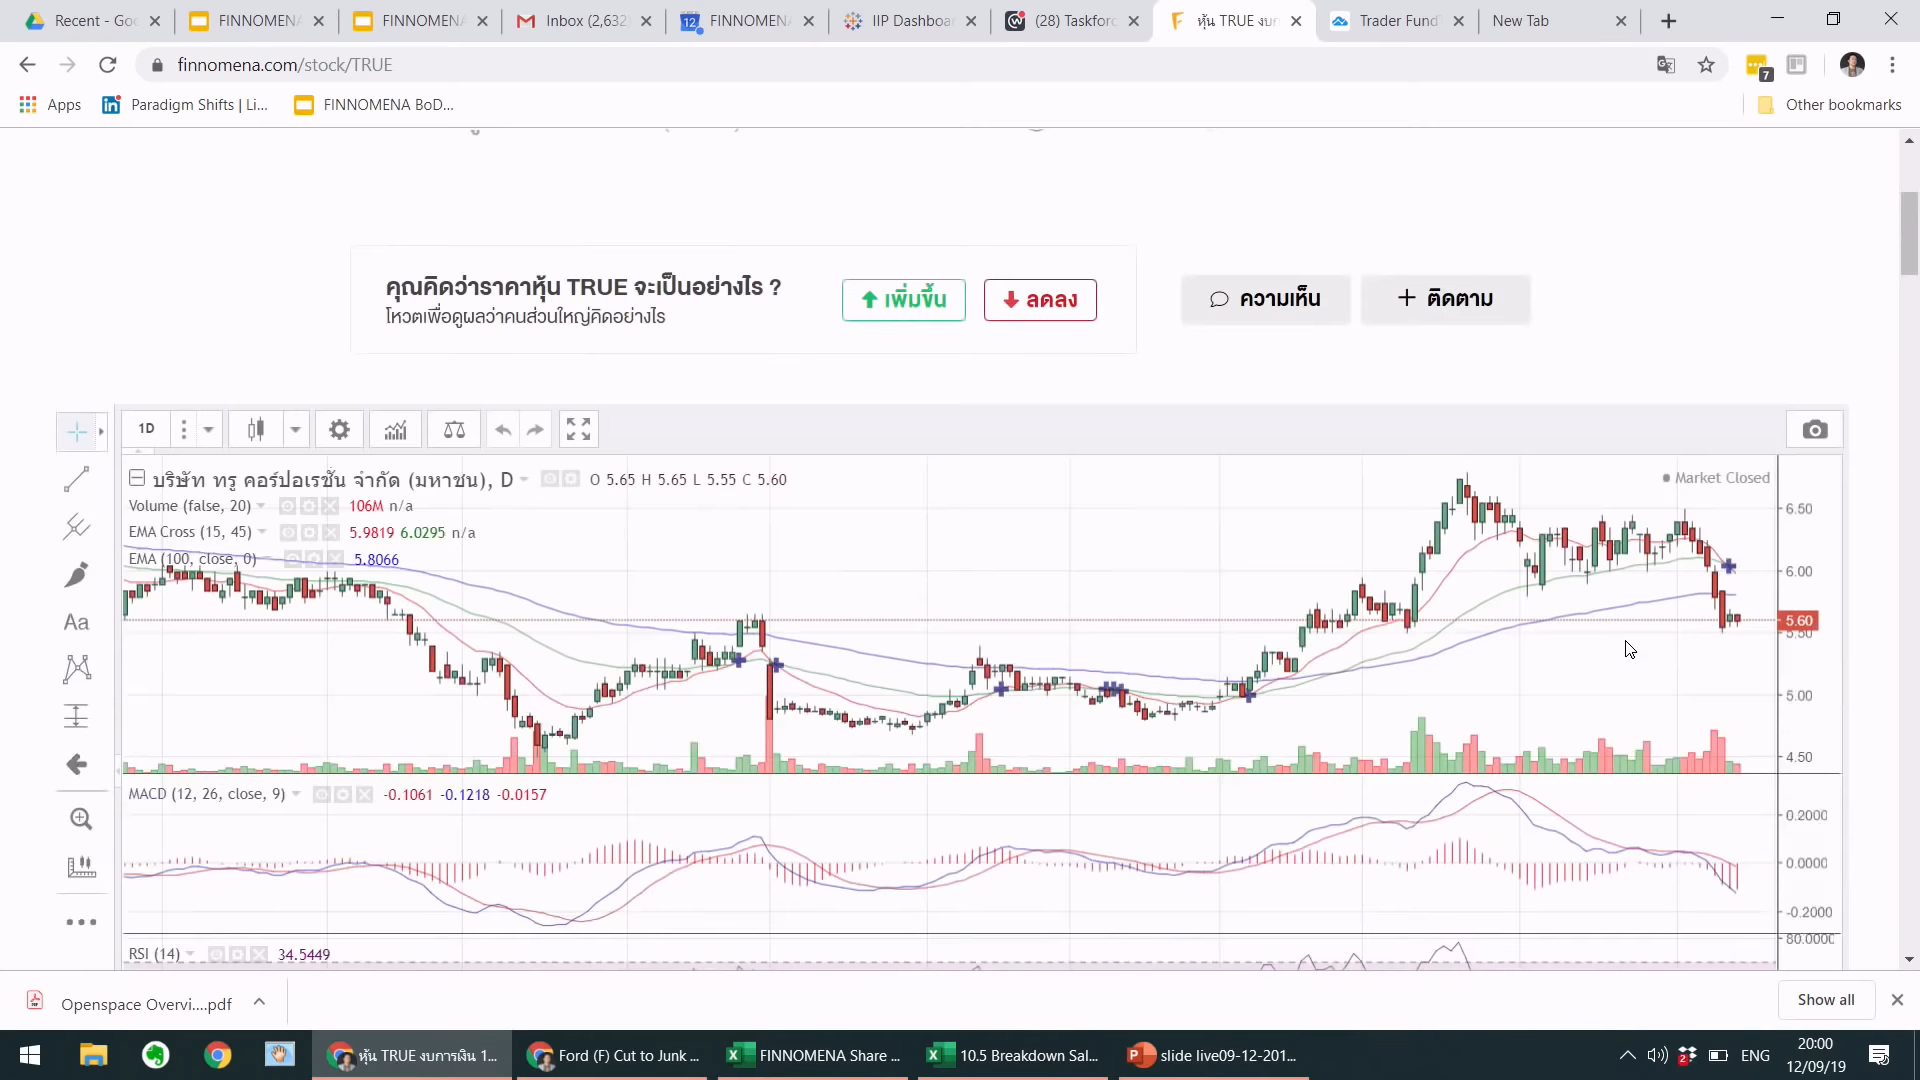 Recent - Goo
FINNOMENA
FINNOMENA
Inbox (2,632
FINNOMENA
IIP Dashboar
(28) Taskforc
หุ้น TRUE งบก
Trader Fund
New Tab
finnomena.com/stock/TRUE
7
Apps
Paradigm Shifts | Li...
FINNOMENA BoD...
Other bookmarks
คุณคิดว่าราคาหุ้น TRUE จะเป็นอย่างไร ?
โหวตเพื่อดูผลว่าคนส่วนใหญ่คิดอย่างไร
เพิ่มขึ้น
ลดลง
ความเห็น
+ ติดตาม
1D
บริษัท ทรู คอร์ปอเรชั่น จำกัด (มหาชน), D
O 5.65 H 5.65 L 5.55 C 5.60
Market Closed
Volume (false, 20) 106M n/a
EMA Cross (15, 45) 5.9819 6.0295 n/a
EMA (100, close, 0) 5.8066
6.50
6.00
5.60
5.50
5.00
4.50
Aa
MACD (12, 26, close, 9) -0.1061 -0.1218 -0.0157
0.2000
0.0000
-0.2000
80.0000
RSI (14) 34.5449
Openspace Overvi....pdf
Show all
หุ้น TRUE งบการเงิน 1...
Ford (F) Cut to Junk ...
FINNOMENA Share ...
10.5 Breakdown Sal...
slide live09-12-201...
2
ENG
20:00
12/09/19